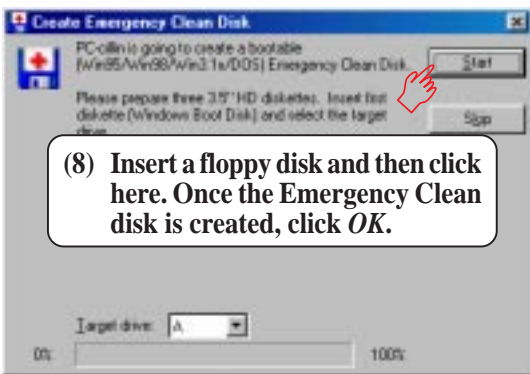 Create Emergency Clean Disk
PC-cillin is going to create a bootable
(Win95/Win98/Win3.1x/DOS) Emergency Clean Disk.
Start
Please prepare three 3.5" HD diskettes. Insert first
diskette (Windows Boot Disk) and select the target
drive.
Skip
(8) Insert a floppy disk and then click
here. Once the Emergency Clean
disk is created, click OK.
Target drive: A
0% 100%